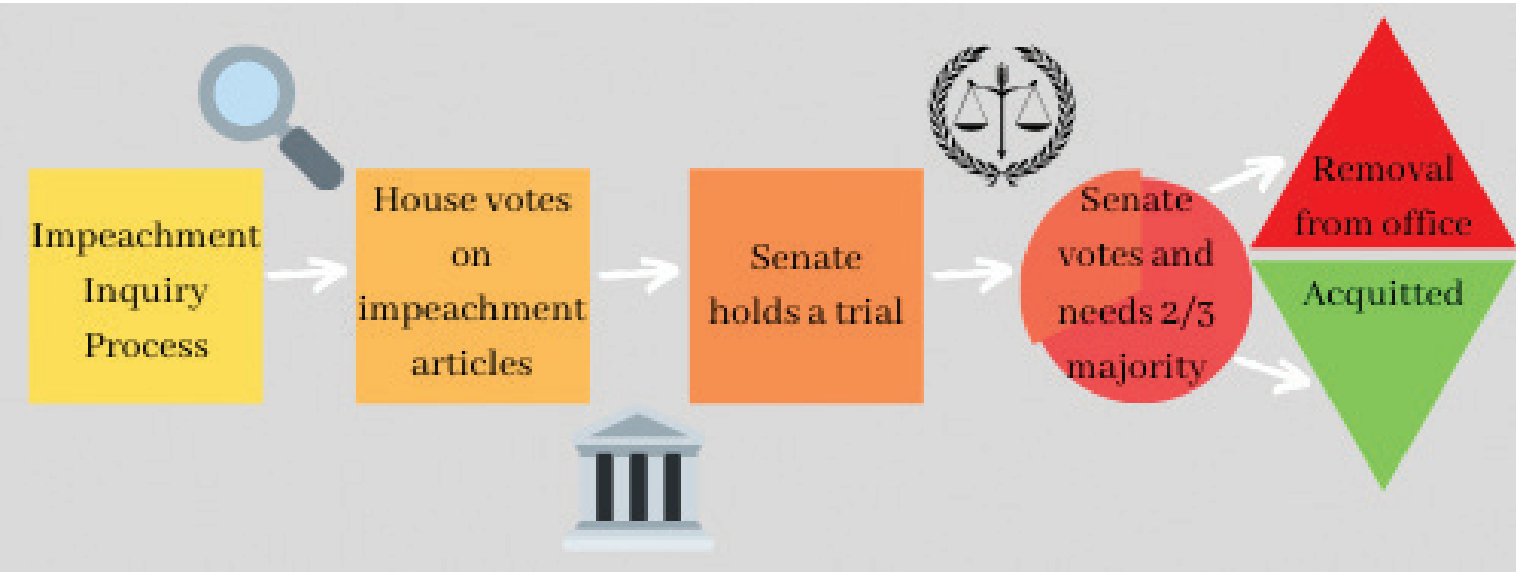 Impeachment
Inquiry
Process
House votes
on
impeachment
articles
Senate
holds a trial
Senate
votes and
needs 2/3
majority
Removal
from office
Acquitted